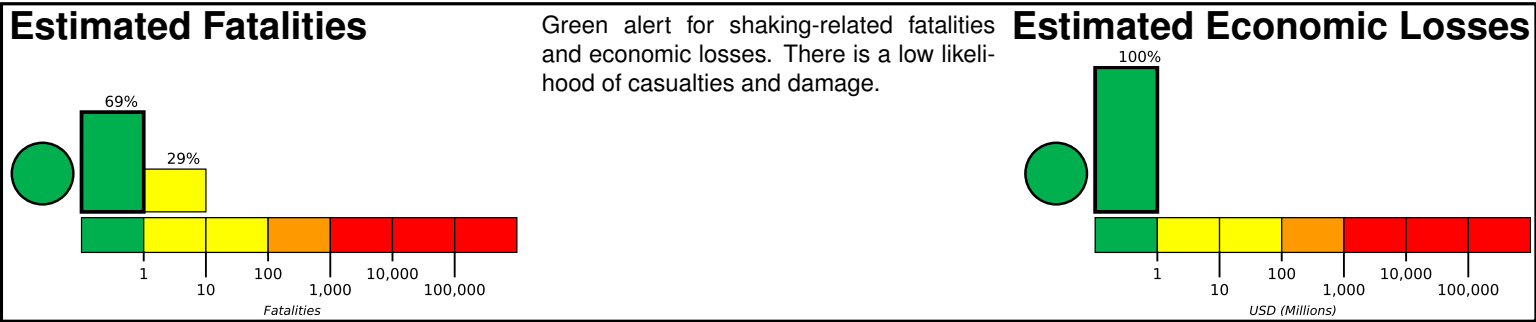 Estimated Fatalities
69%
29%
1
10
100
1,000
10,000
100,000
Fatalities
Green alert for shaking-related fatalities
and economic losses. There is a low likeli-
hood of casualties and damage.
Estimated Economic Losses
100%
1
10
100
1,000
10,000
100,000
USD (Millions)